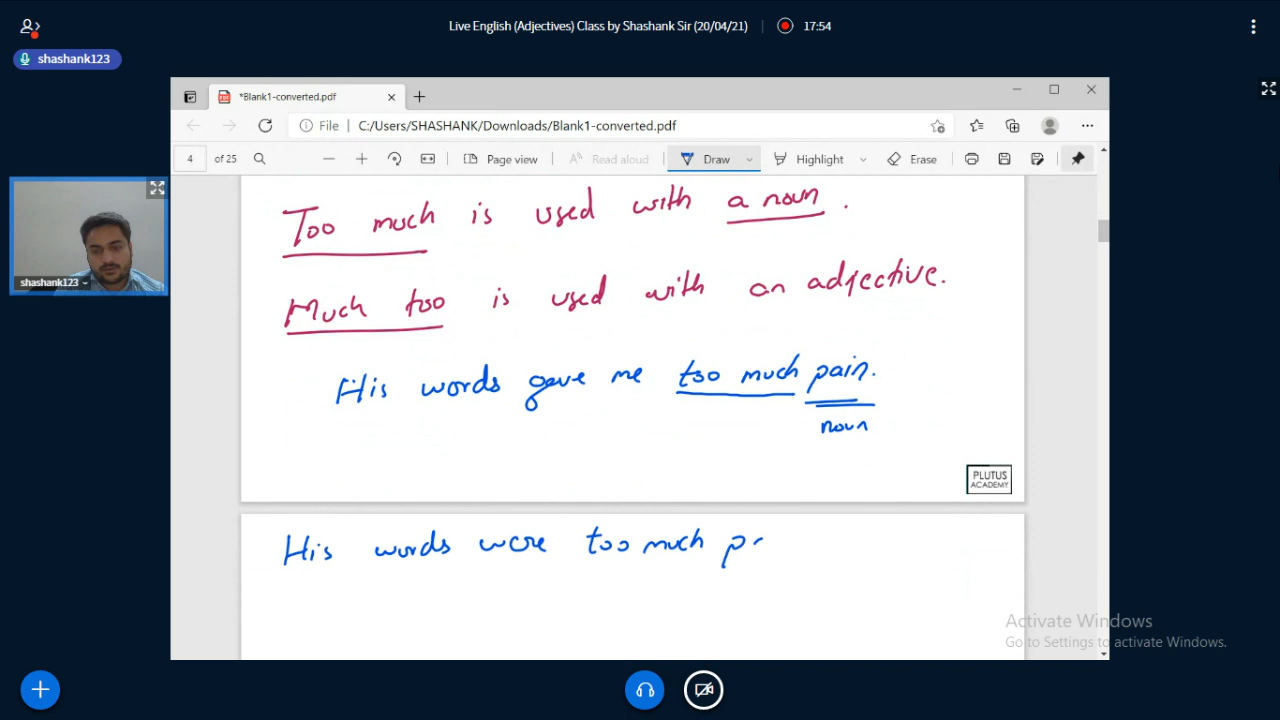 Live English (Adjectives) Class by Shashank Sir (20/04/21)
17:54
shashank123
*Blank1-converted.pdf
File
C:/Users/SHASHANK/Downloads/Blank1-converted.pdf
4 of 25
Page view
Read aloud
Draw
Highlight
Erase
Too much is used with a noun.
shashank123
Much too is used with an adjective.
His words gave me too much pain.
noun
PLUTUS
ACADEMY
His words were too much pa
Activate Windows
Go to Settings to activate Windows.